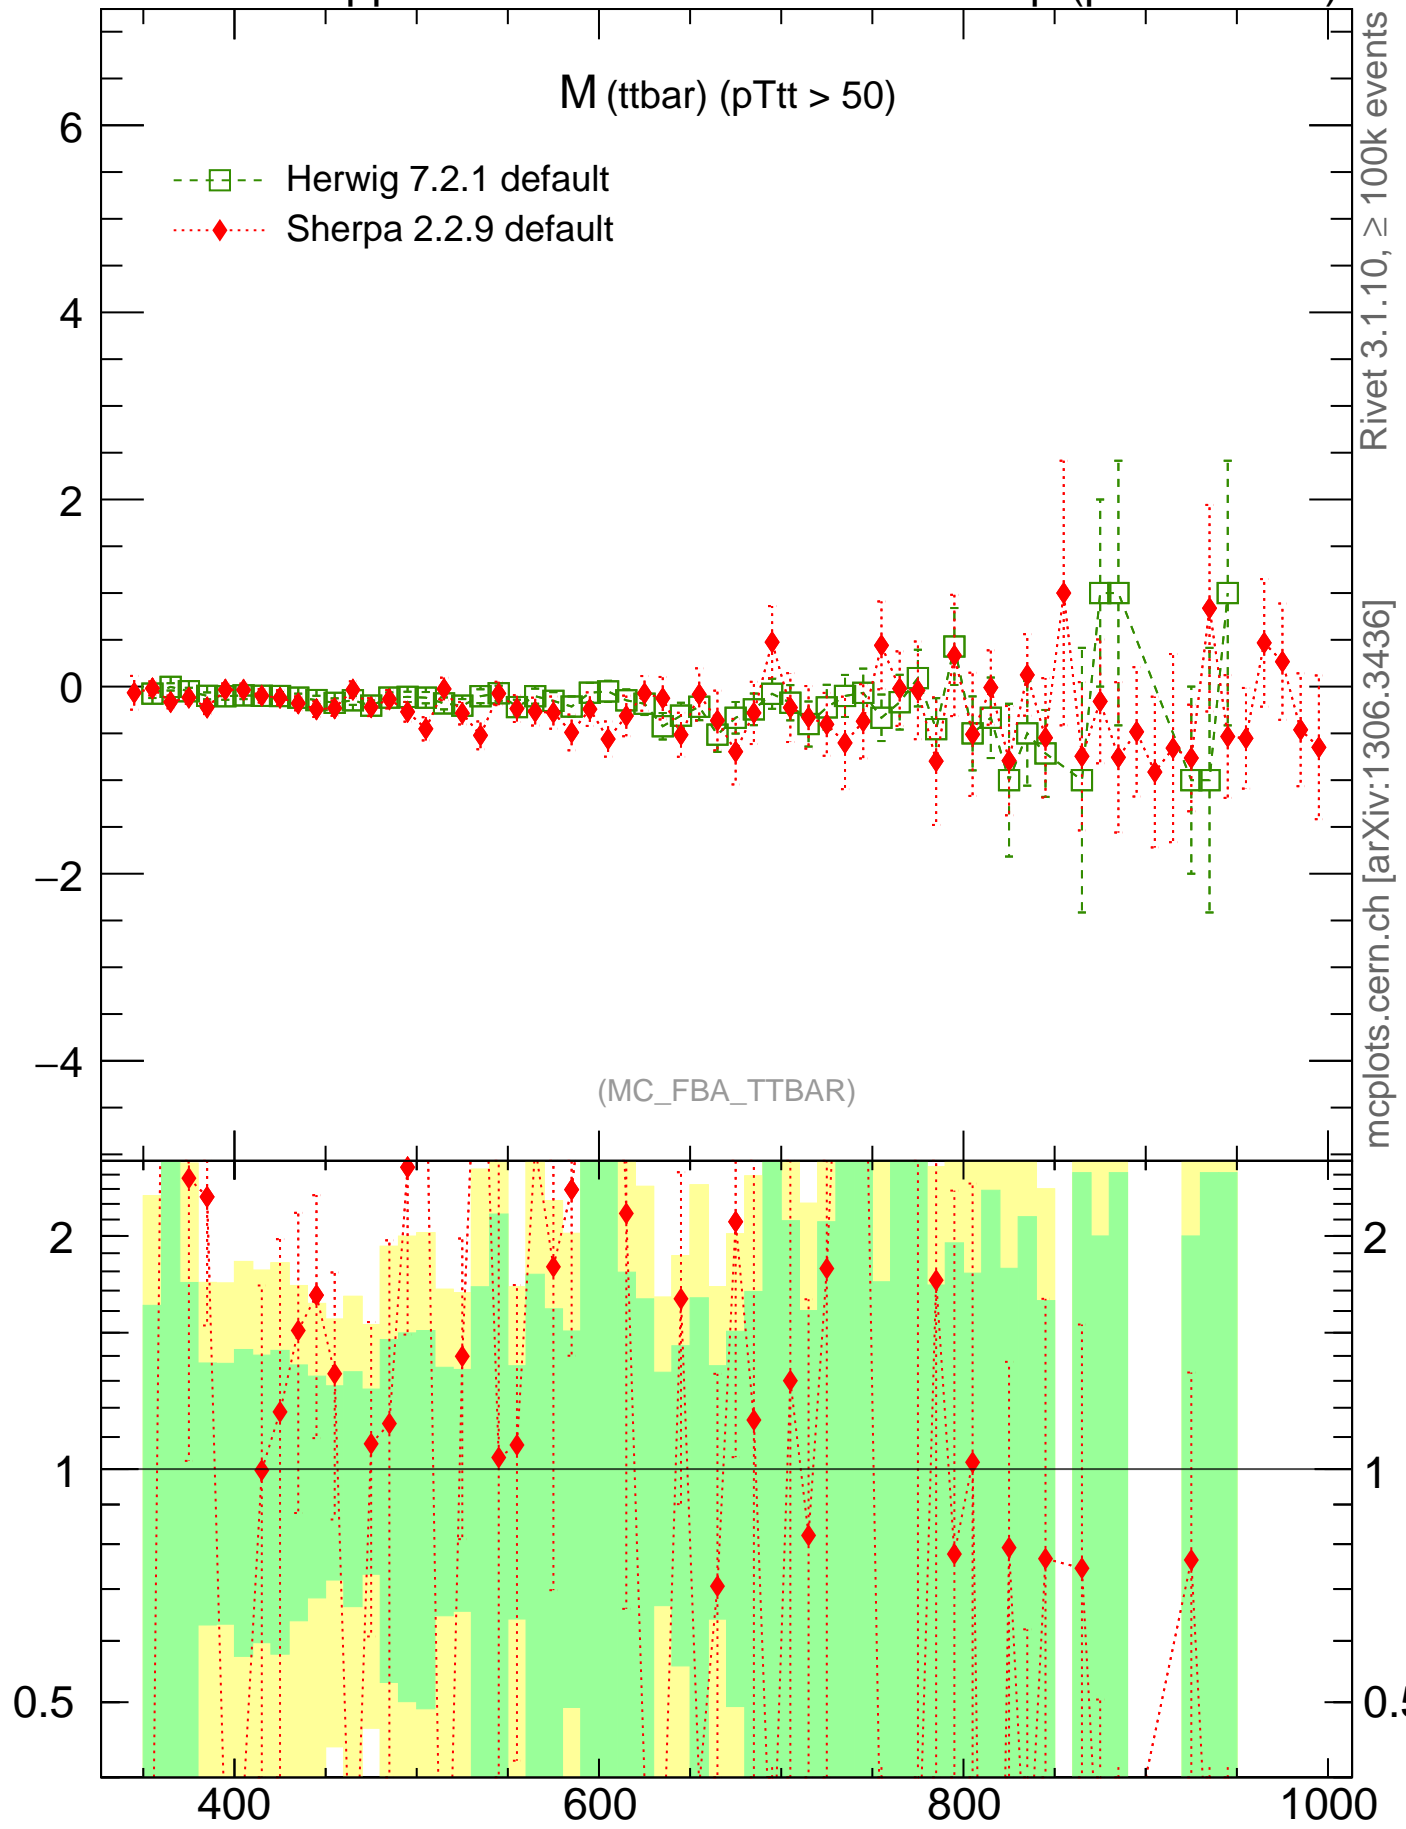 M (ttbar) (pTtt > 50)
Herwig 7.2.1 default
Sherpa 2.2.9 default
6
4
2
0
−2
−4
(MC_FBA_TTBAR)
2
1
0.5
2
1
400
600
800
1000
Rivet 3.1.10, ≥ 100k events
mcplots.cern.ch [arXiv:1306.3436]